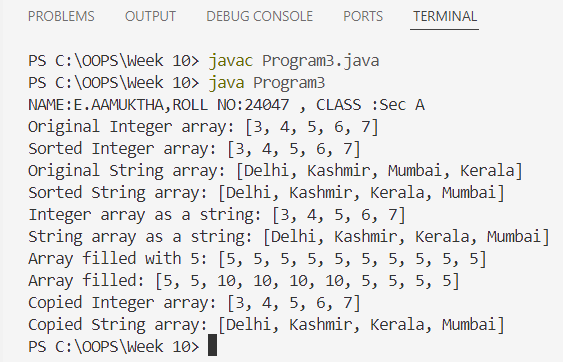 PROBLEMS OUTPUT DEBUG CONSOLE PORTS TERMINAL
PS C:\OOPS\Week 10> javac Program3.java
PS C:\OOPS\Week 10> java Program3
NAME:E.AAMUKTHA,ROLL NO:24047 , CLASS :Sec A
Original Integer array: [3, 4, 5, 6, 7]
Sorted Integer array: [3, 4, 5, 6, 7]
Original String array: [Delhi, Kashmir, Mumbai, Kerala]
Sorted String array: [Delhi, Kashmir, Kerala, Mumbai]
Integer array as a string: [3, 4, 5, 6, 7]
String array as a string: [Delhi, Kashmir, Kerala, Mumbai]
Array filled with 5: [5, 5, 5, 5, 5, 5, 5, 5, 5, 5]
Array filled: [5, 5, 10, 10, 10, 10, 5, 5, 5, 5]
Copied Integer array: [3, 4, 5, 6, 7]
Copied String array: [Delhi, Kashmir, Kerala, Mumbai]
PS C:\OOPS\Week 10>